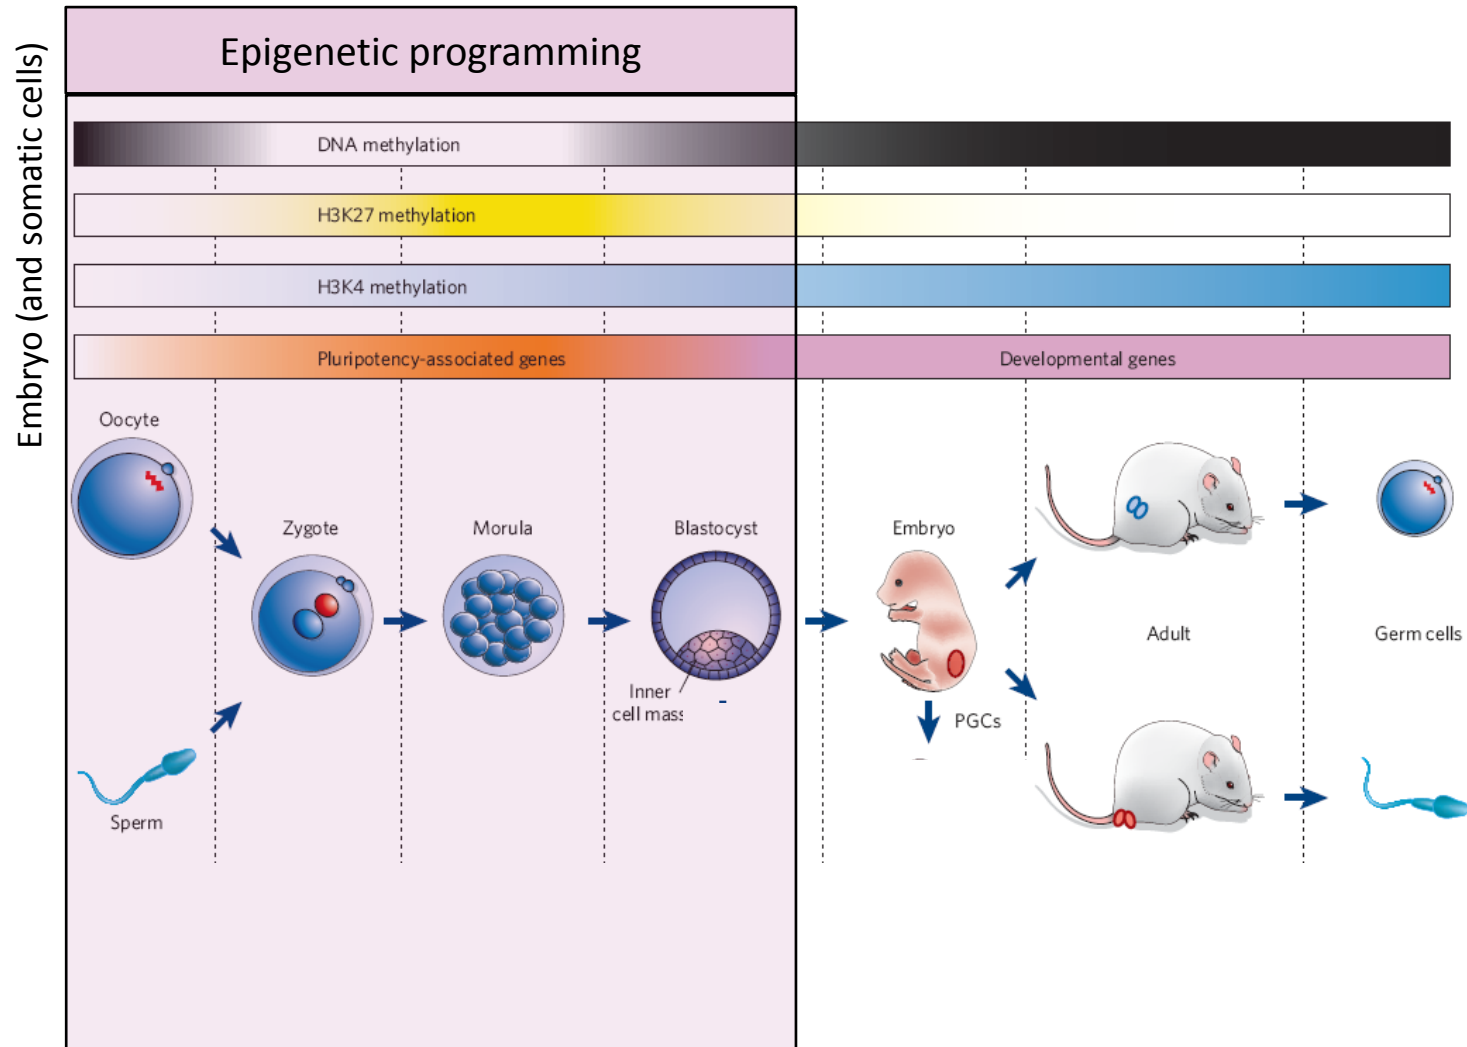 Embryo (and somatic cells)
Epigenetic programming
DNA methylation
H3K27 methylation
H3K4 methylation
Pluripotency-associated genes
Developmental genes
Oocyte
Zygote
Morula
Blastocyst
Embryo
Inner
cell mass
Adult
Germ cells
PGCs
Sperm